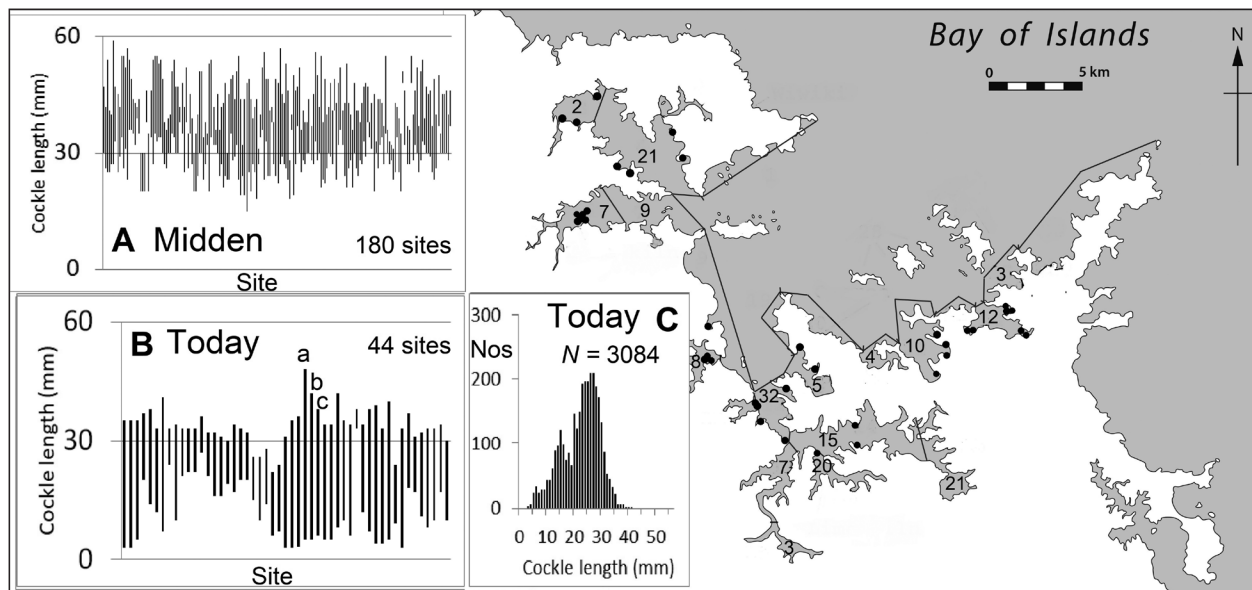 60
30
0
Cockle length (mm)
A Midden
180 sites
Site
60
30
0
Cockle length (mm)
B Today
44 sites
a
b
c
Site
300
Nos
200
100
0
Today C
N = 3084
0 10 20 30 40 50
Cockle length (mm)
Bay of Islands
N
0 5 km
2
21
7
9
8
32
5
4
10
12
3
15
7
20
21
3